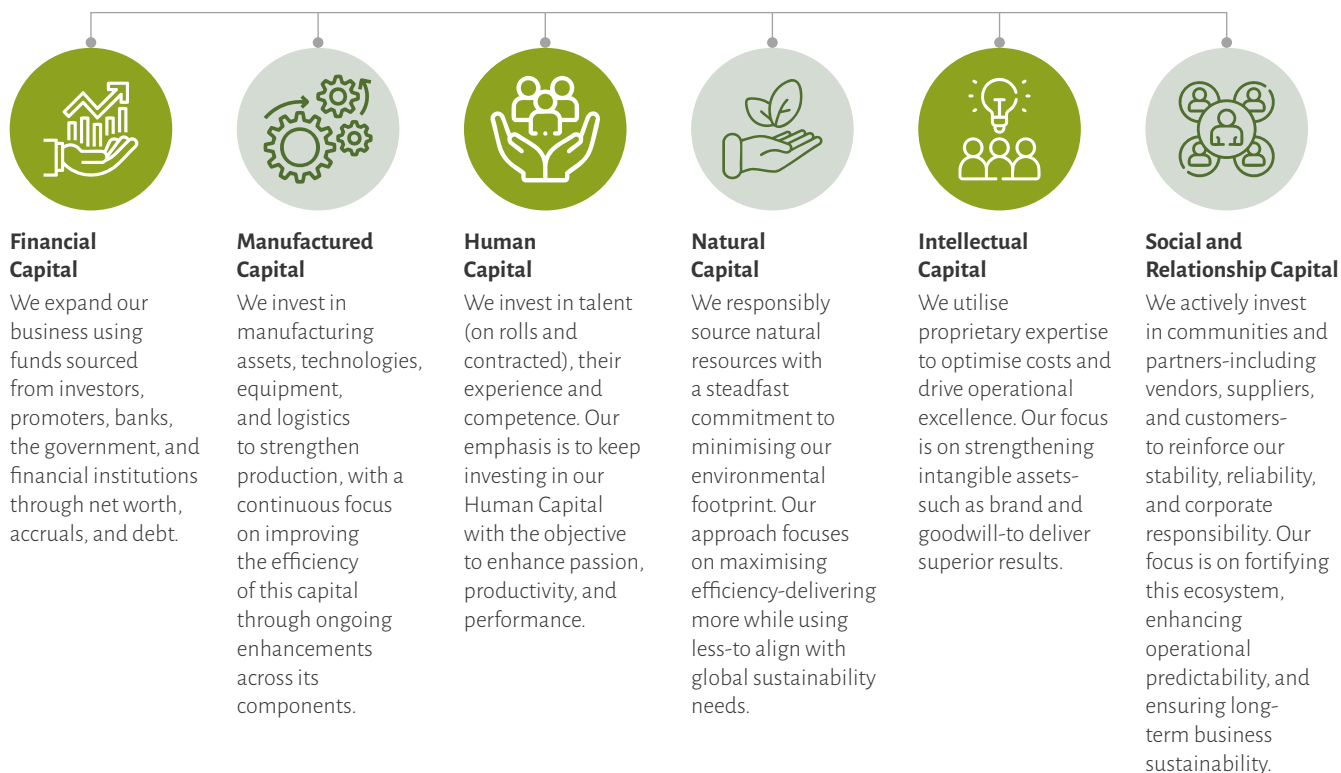 Financial
Capital
We expand our
business using
funds sourced
from investors,
promoters, banks,
the government, and
financial institutions
through net worth,
accruals, and debt.
Manufactured
Capital
We invest in
manufacturing
assets, technologies,
equipment,
and logistics
to strengthen
production, with a
continuous focus
on improving
the efficiency
of this capital
through ongoing
enhancements
across its
components.
Human
Capital
We invest in talent
(on rolls and
contracted), their
experience and
competence. Our
emphasis is to keep
investing in our
Human Capital
with the objective
to enhance passion,
productivity, and
performance.
Natural
Capital
We responsibly
source natural
resources with
a steadfast
commitment to
minimising our
environmental
footprint. Our
approach focuses
on maximising
efficiency-delivering
more while using
less-to align with
global sustainability
needs.
Intellectual
Capital
We utilise
proprietary expertise
to optimise costs and
drive operational
excellence. Our focus
is on strengthening
intangible assets-
such as brand and
goodwill-to deliver
superior results.
Social and
Relationship Capital
We actively invest
in communities and
partners-including
vendors, suppliers,
and customers-
to reinforce our
stability, reliability,
and corporate
responsibility. Our
focus is on fortifying
this ecosystem,
enhancing
operational
predictability, and
ensuring long-
term business
sustainability.